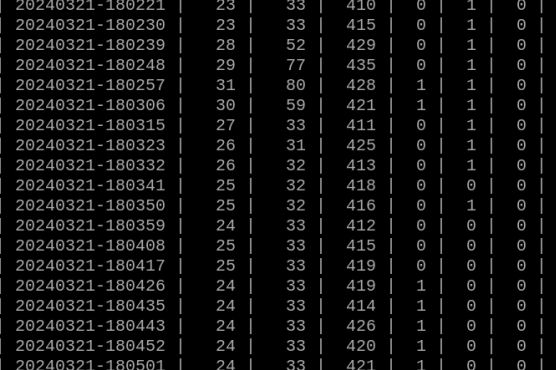 | 20240321-180221 | 23 | 33 | 410 | 0 | 1 | 0 |
| 20240321-180230 | 23 | 33 | 415 | 0 | 1 | 0 |
| 20240321-180239 | 28 | 52 | 429 | 0 | 1 | 0 |
| 20240321-180248 | 29 | 77 | 435 | 0 | 1 | 0 |
| 20240321-180257 | 31 | 80 | 428 | 1 | 1 | 0 |
| 20240321-180306 | 30 | 59 | 421 | 1 | 1 | 0 |
| 20240321-180315 | 27 | 33 | 411 | 0 | 1 | 0 |
| 20240321-180323 | 26 | 31 | 425 | 0 | 1 | 0 |
| 20240321-180332 | 26 | 32 | 413 | 0 | 1 | 0 |
| 20240321-180341 | 25 | 32 | 418 | 0 | 0 | 0 |
| 20240321-180350 | 25 | 32 | 416 | 0 | 1 | 0 |
| 20240321-180359 | 24 | 33 | 412 | 0 | 0 | 0 |
| 20240321-180408 | 25 | 33 | 415 | 0 | 0 | 0 |
| 20240321-180417 | 25 | 33 | 419 | 0 | 0 | 0 |
| 20240321-180426 | 24 | 33 | 419 | 1 | 0 | 0 |
| 20240321-180435 | 24 | 33 | 414 | 1 | 0 | 0 |
| 20240321-180443 | 24 | 33 | 426 | 1 | 0 | 0 |
| 20240321-180452 | 24 | 33 | 420 | 1 | 0 | 0 |
| 20240321-180501 | 24 | 33 | 421 | 1 | 0 | 0 |